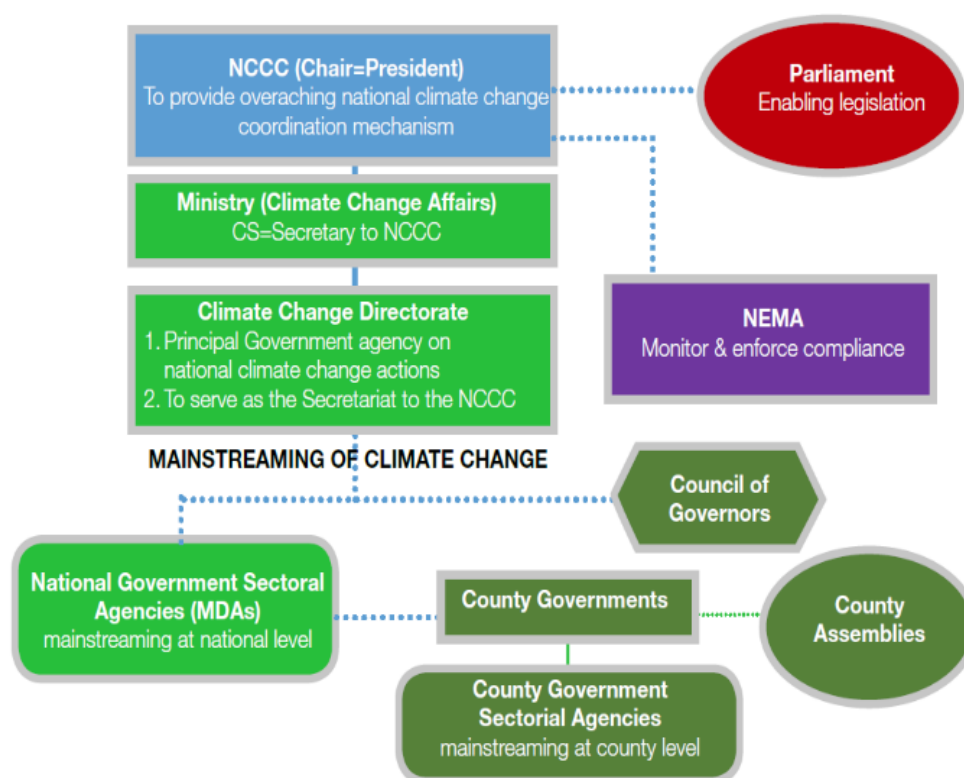 NCCC (Chair=President)
To provide overaching national climate change
coordination mechanism
Parliament
Enabling legislation
Ministry (Climate Change Affairs)
CS=Secretary to NCCC
Climate Change Directorate
1. Principal Government agency on
national climate change actions
2. To serve as the Secretariat to the NCCC
NEMA
Monitor & enforce compliance
MAINSTREAMING OF CLIMATE CHANGE
Council of
Governors
National Government Sectoral
Agencies (MDAs)
mainstreaming at national level
County Governments
County
Assemblies
County Government
Sectorial Agencies
mainstreaming at county level